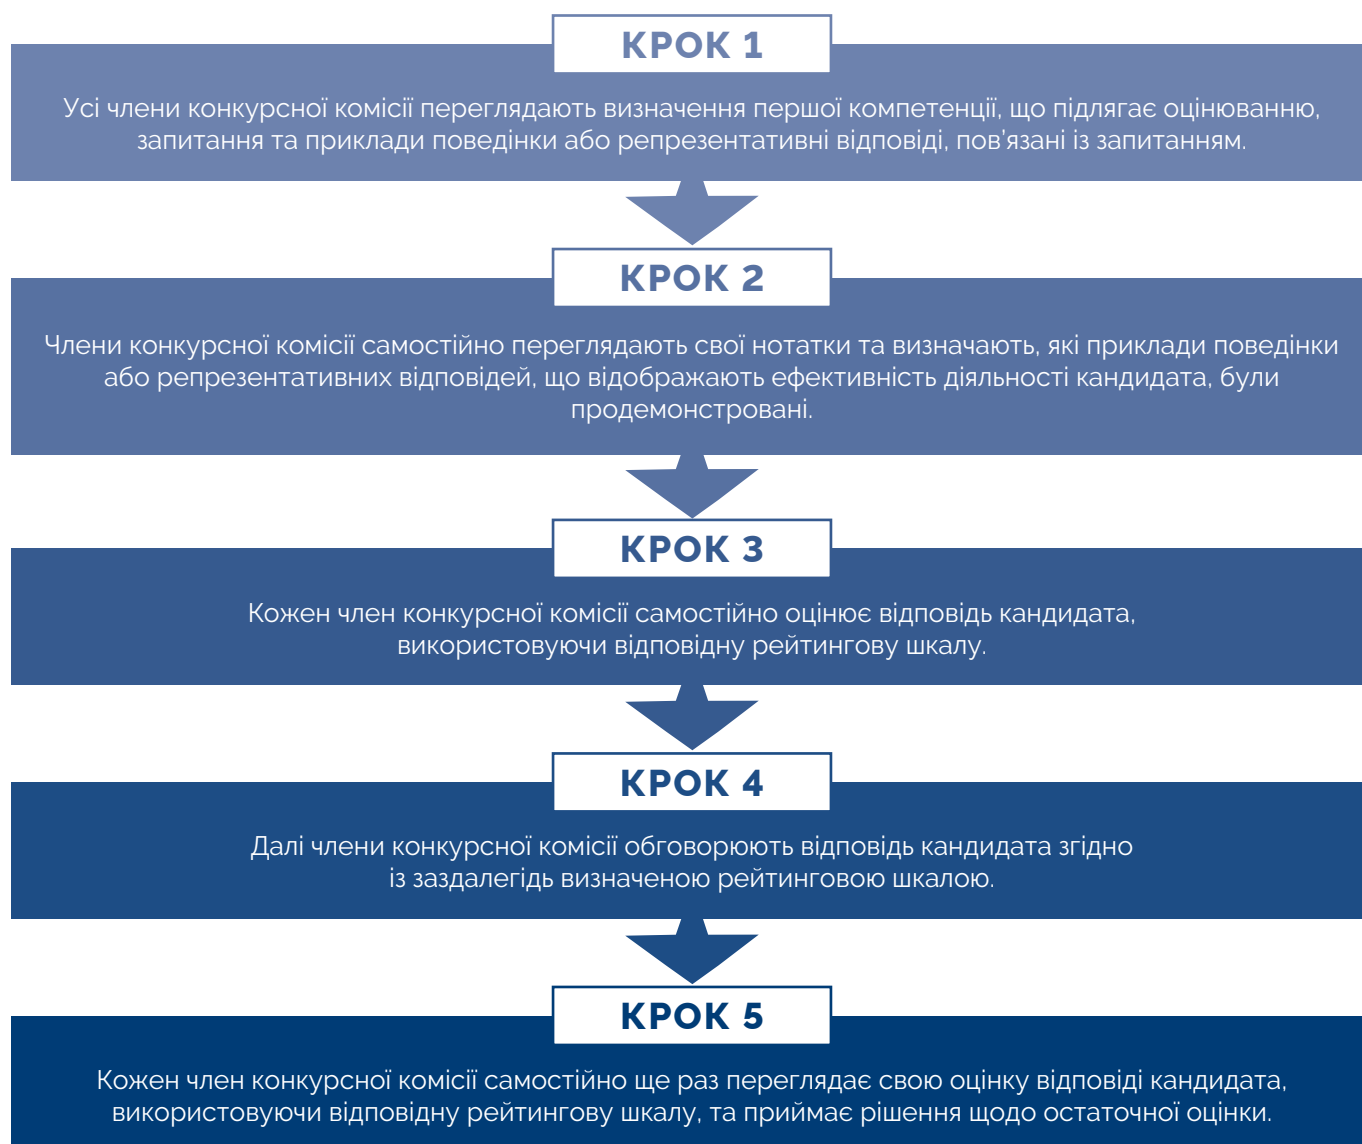 КРОК 1
Усі члени конкурсної комісії переглядають визначення першої компетенції, що підлягає оцінюванню,
запитання та приклади поведінки або репрезентативні відповіді, пов’язані із запитанням.
КРОК 2
Члени конкурсної комісії самостійно переглядають свої нотатки та визначають, які приклади поведінки
або репрезентативних відповідей, що відображають ефективність діяльності кандидата, були
продемонстровані.
КРОК 3
Кожен член конкурсної комісії самостійно оцінює відповідь кандидата,
використовуючи відповідну рейтингову шкалу.
КРОК 4
Далі члени конкурсної комісії обговорюють відповідь кандидата згідно
із заздалегідь визначеною рейтинговою шкалою.
КРОК 5
Кожен член конкурсної комісії самостійно ще раз переглядає свою оцінку відповіді кандидата,
використовуючи відповідну рейтингову шкалу, та приймає рішення щодо остаточної оцінки.